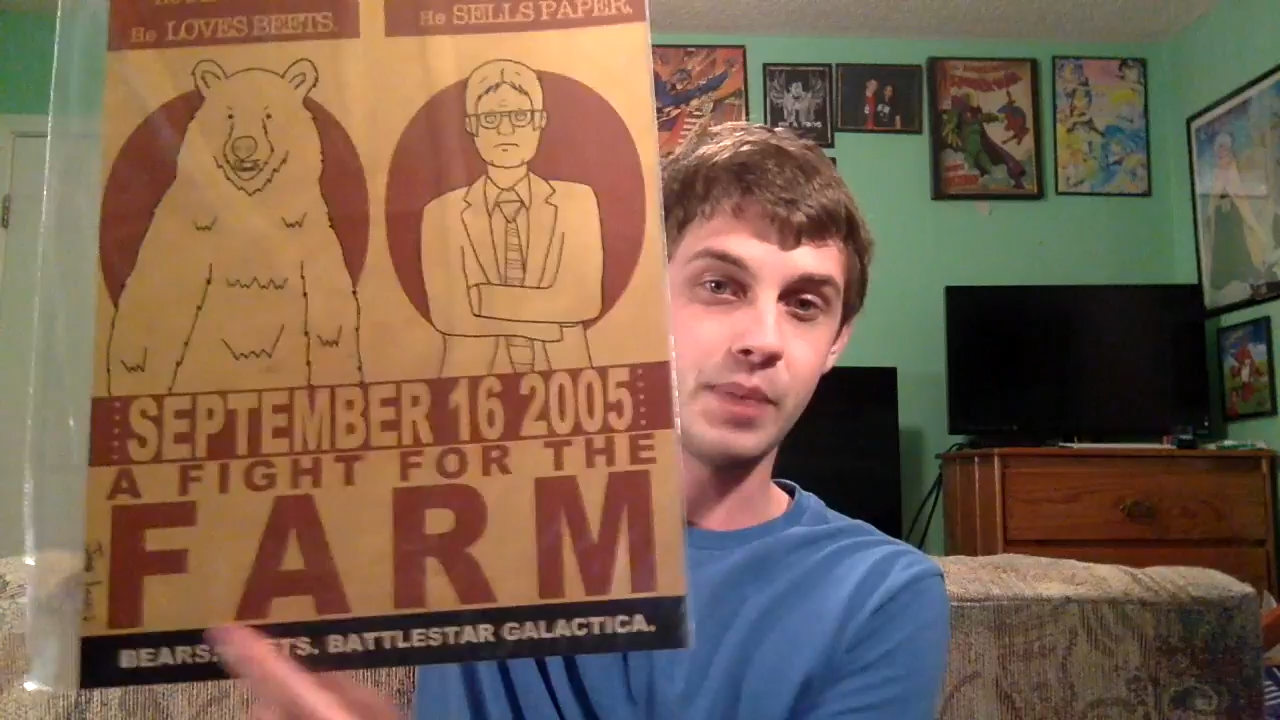 He LOVES BEETS.
He SELLS PAPER.
SEPTEMBER 16 2005
A FIGHT FOR THE
FARM
BEARS. BATTLESTAR GALACTICA.